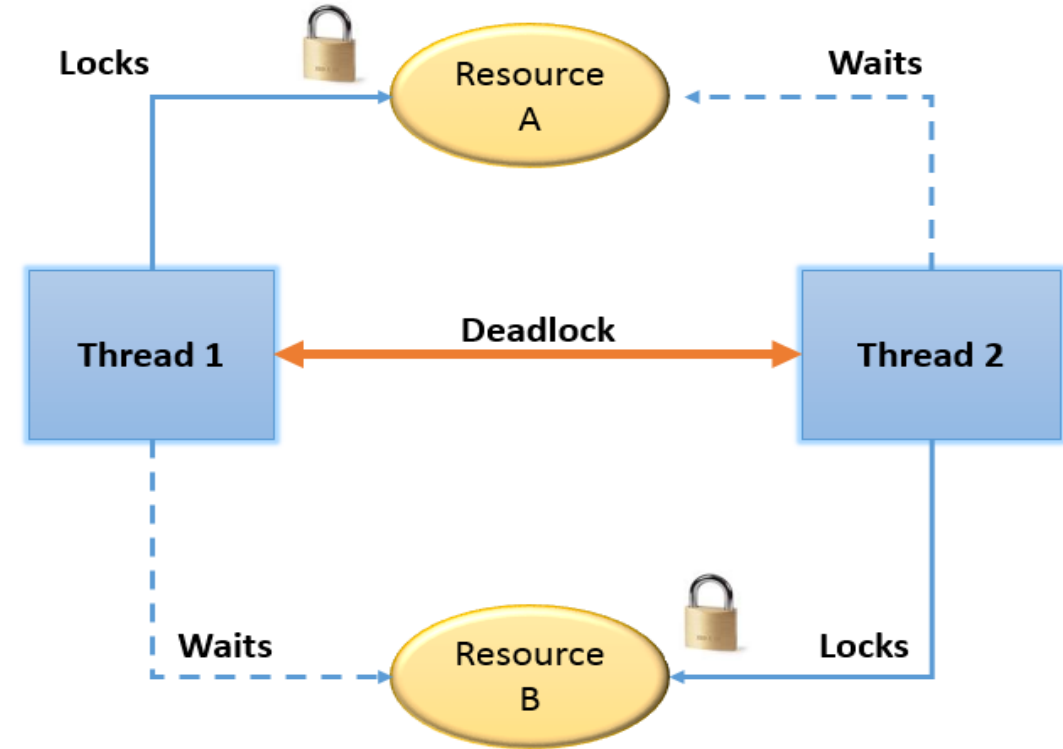 Locks
Resource
A
Waits
Thread 1
Deadlock
Thread 2
Waits
Resource
B
Locks